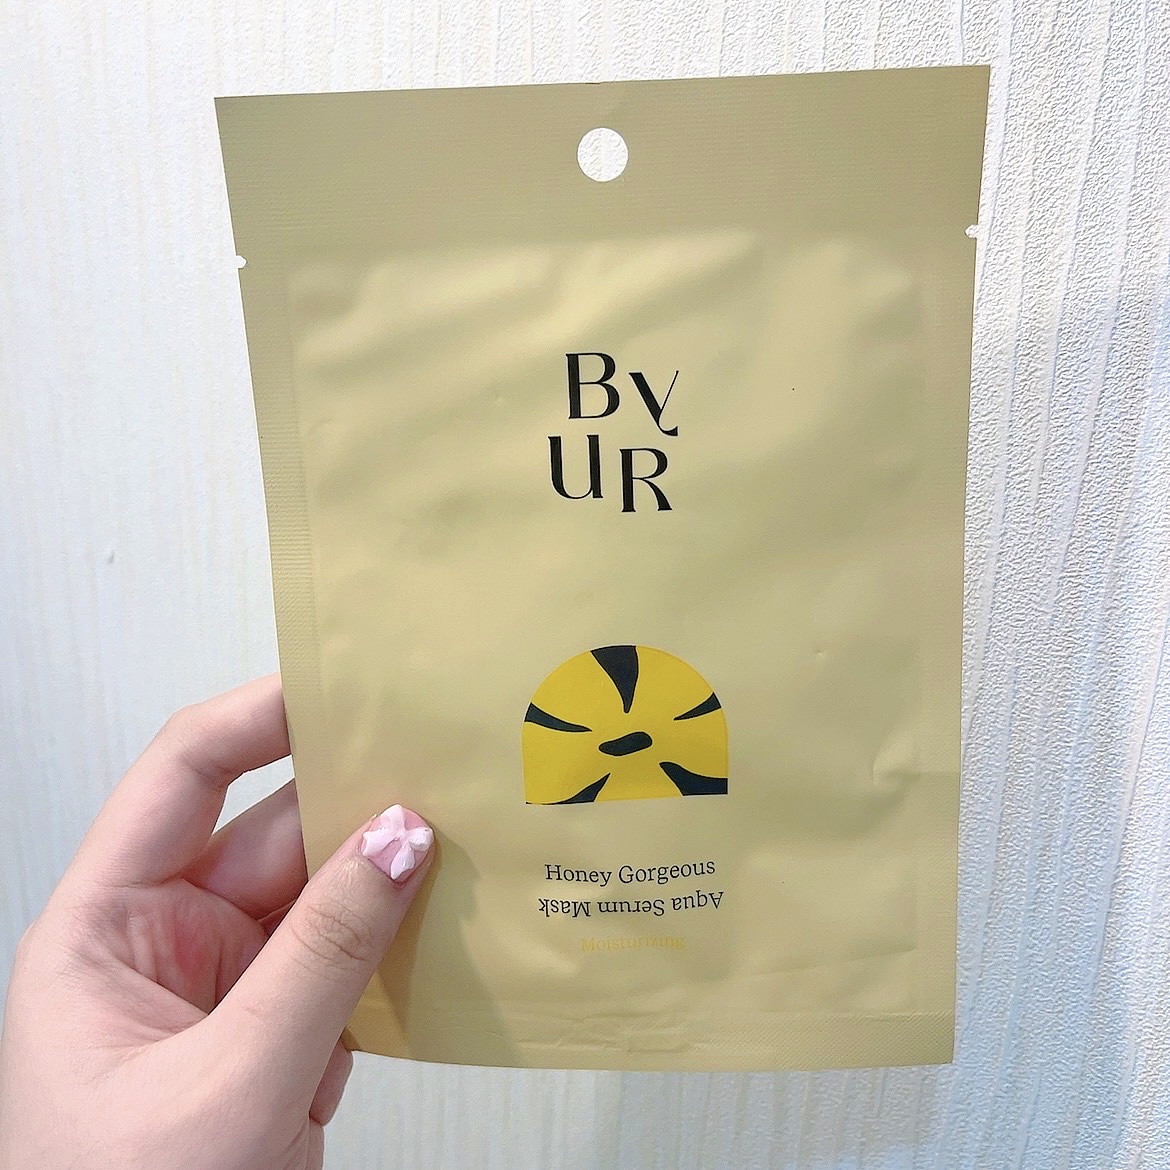 By
UR
Honey Gorgeous
Aqua Serum Mask
Moisturizing